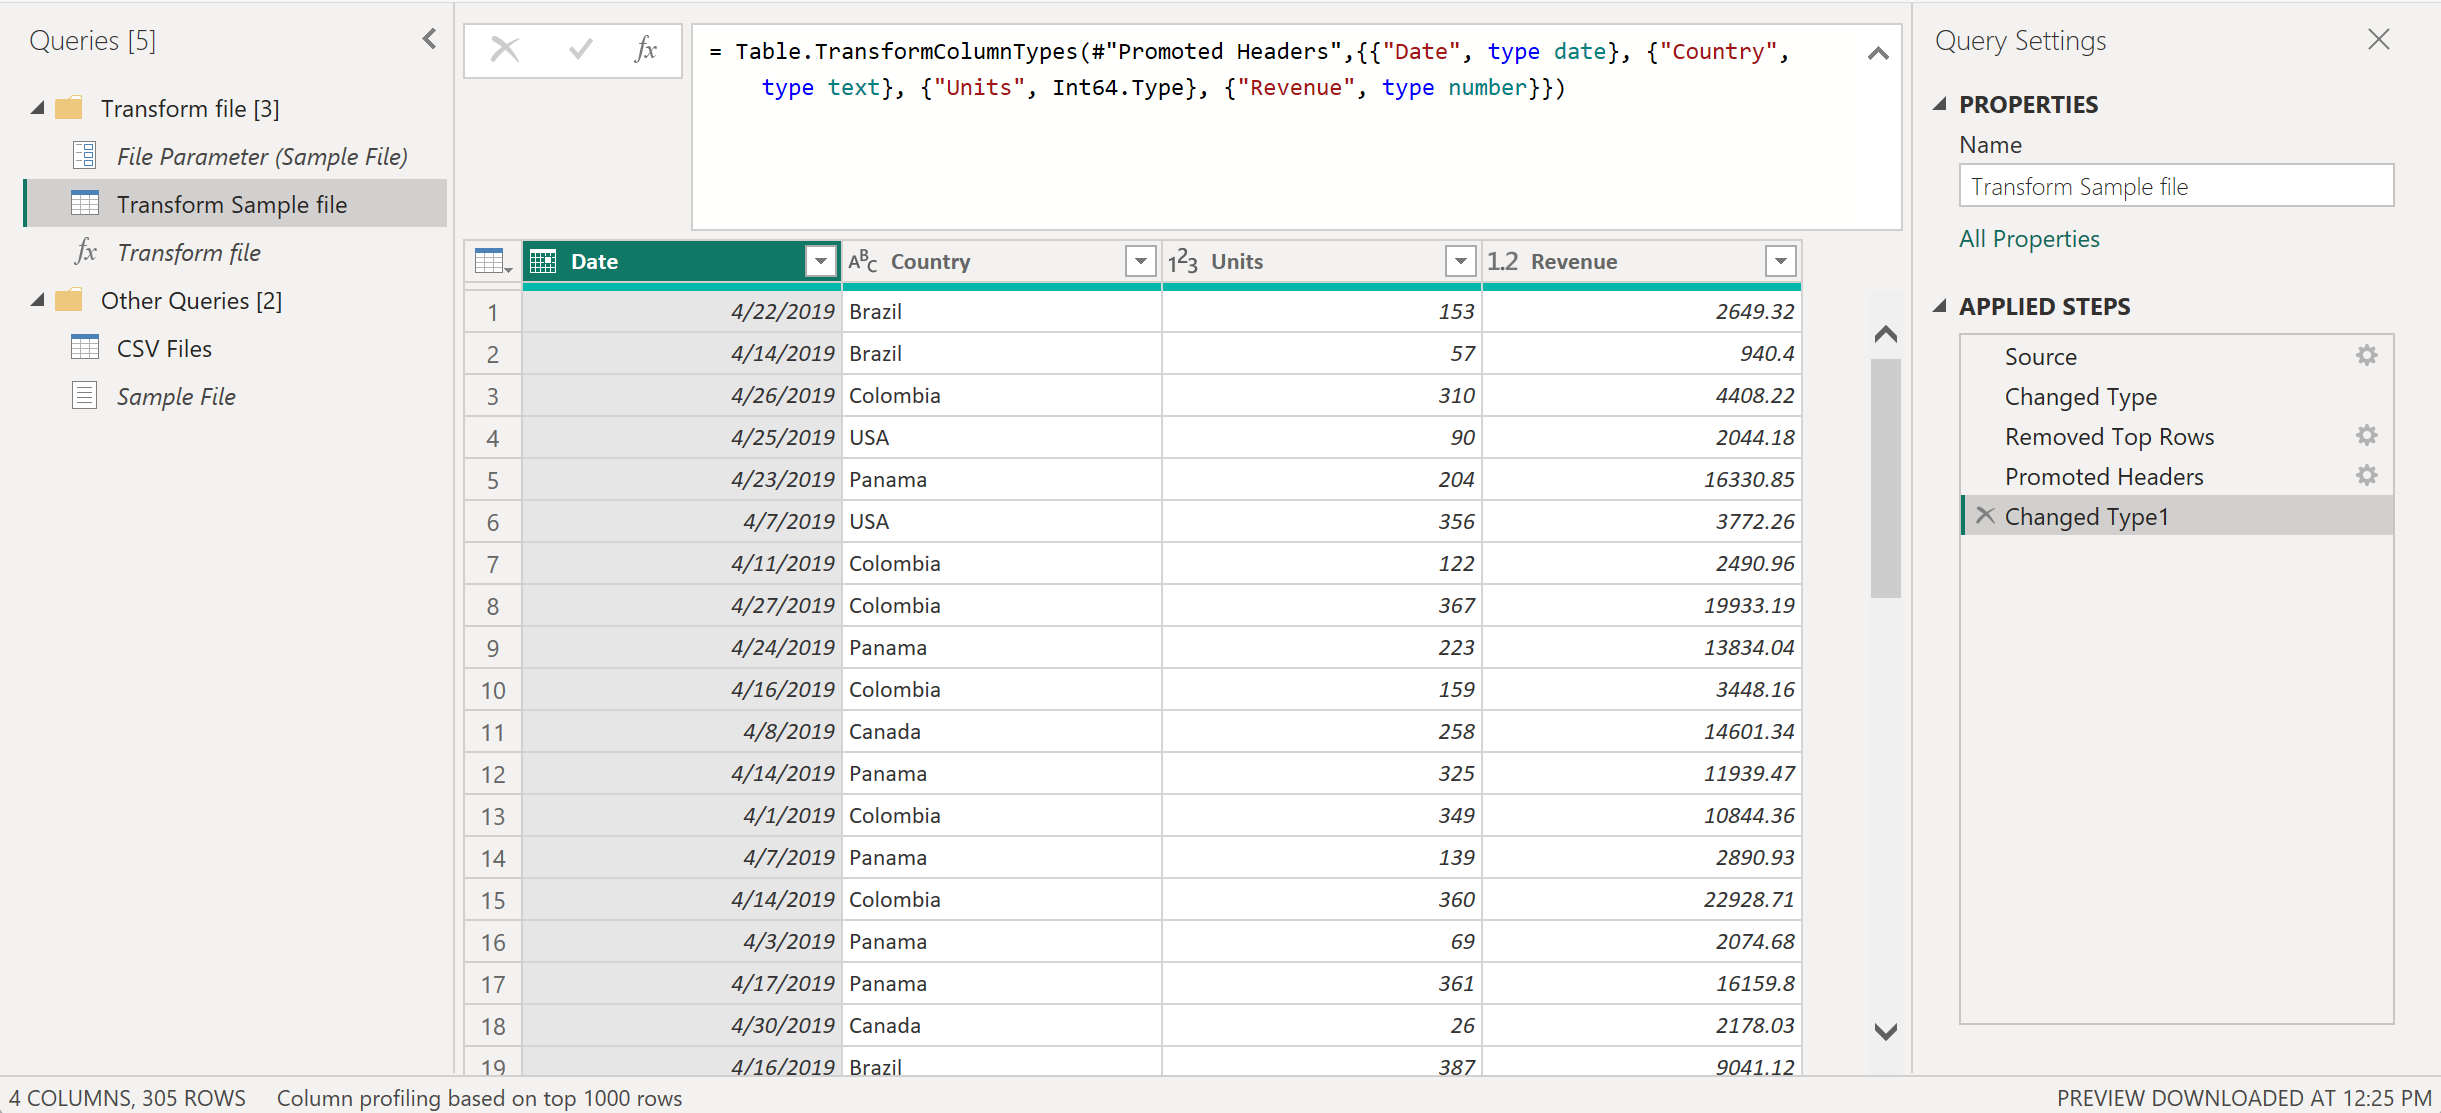 Queries [5]
Transform file [3]
File Parameter (Sample File)
Transform Sample file
fx Transform file
Other Queries [2]
CSV Files
Sample File
fx
= Table.TransformColumnTypes(#"Promoted Headers",{{"Date", type date}, {"Country",
type text}, {"Units", Int64.Type}, {"Revenue", type number}})
Date ABC Country 123 Units 1.2 Revenue
1 4/22/2019 Brazil 153 2649.32
2 4/14/2019 Brazil 57 940.4
3 4/26/2019 Colombia 310 4408.22
4 4/25/2019 USA 90 2044.18
5 4/23/2019 Panama 204 16330.85
6 4/7/2019 USA 356 3772.26
7 4/11/2019 Colombia 122 2490.96
8 4/27/2019 Colombia 367 19933.19
9 4/24/2019 Panama 223 13834.04
10 4/16/2019 Colombia 159 3448.16
11 4/8/2019 Canada 258 14601.34
12 4/14/2019 Panama 325 11939.47
13 4/1/2019 Colombia 349 10844.36
14 4/7/2019 Panama 139 2890.93
15 4/14/2019 Colombia 360 22928.71
16 4/3/2019 Panama 69 2074.68
17 4/17/2019 Panama 361 16159.8
18 4/30/2019 Canada 26 2178.03
19 4/16/2019 Brazil 387 9041.12
Query Settings
PROPERTIES
Name
Transform Sample file
All Properties
APPLIED STEPS
Source
Changed Type
Removed Top Rows
Promoted Headers
Changed Type1
4 COLUMNS, 305 ROWS Column profiling based on top 1000 rows
PREVIEW DOWNLOADED AT 12:25 PM